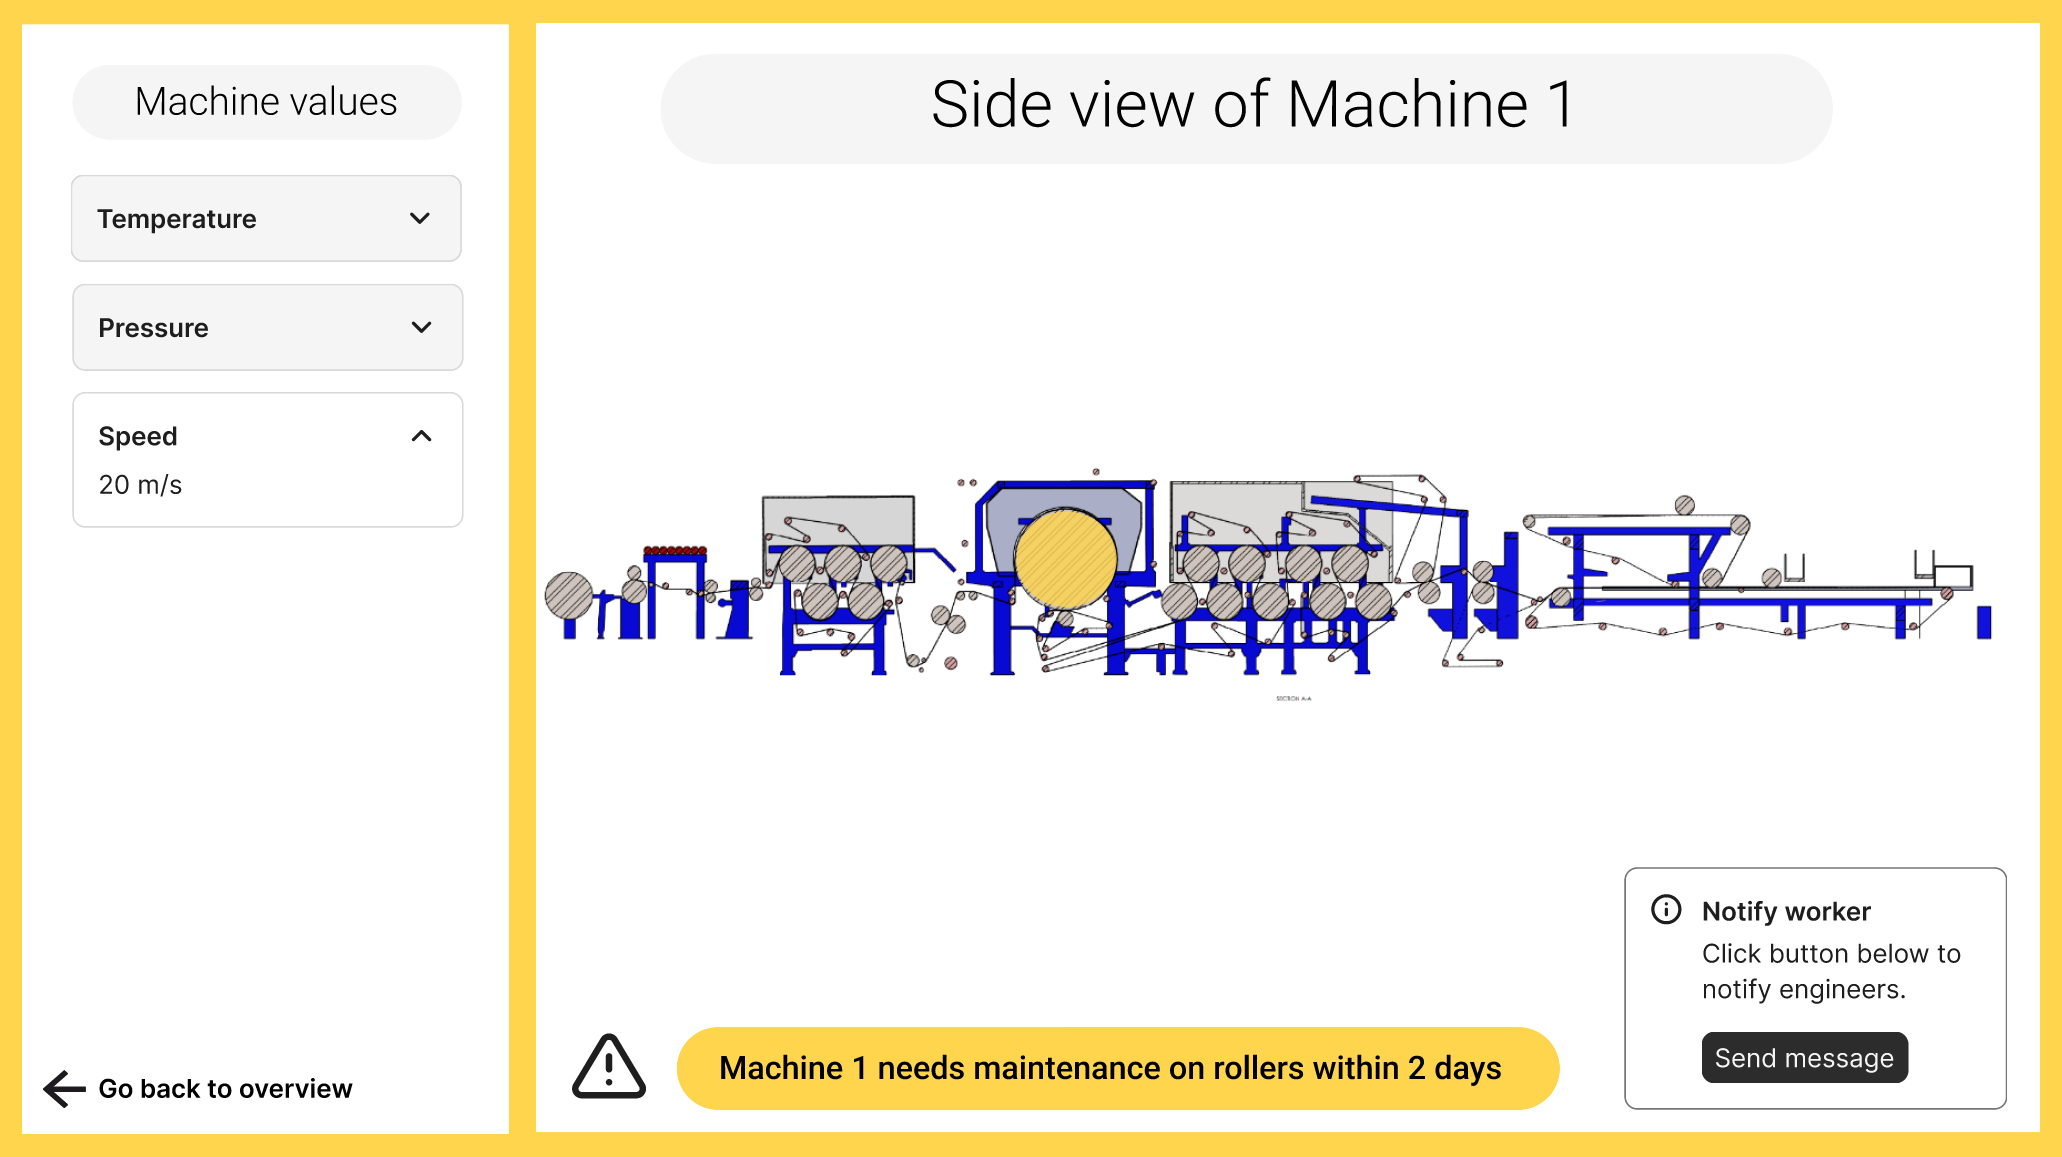 Machine values
Temperature
Pressure
Speed
20 m/s
Go back to overview
Side view of Machine 1
SECTION A-A
Machine 1 needs maintenance on rollers within 2 days
Notify worker
Click button below to
notify engineers.
Send message